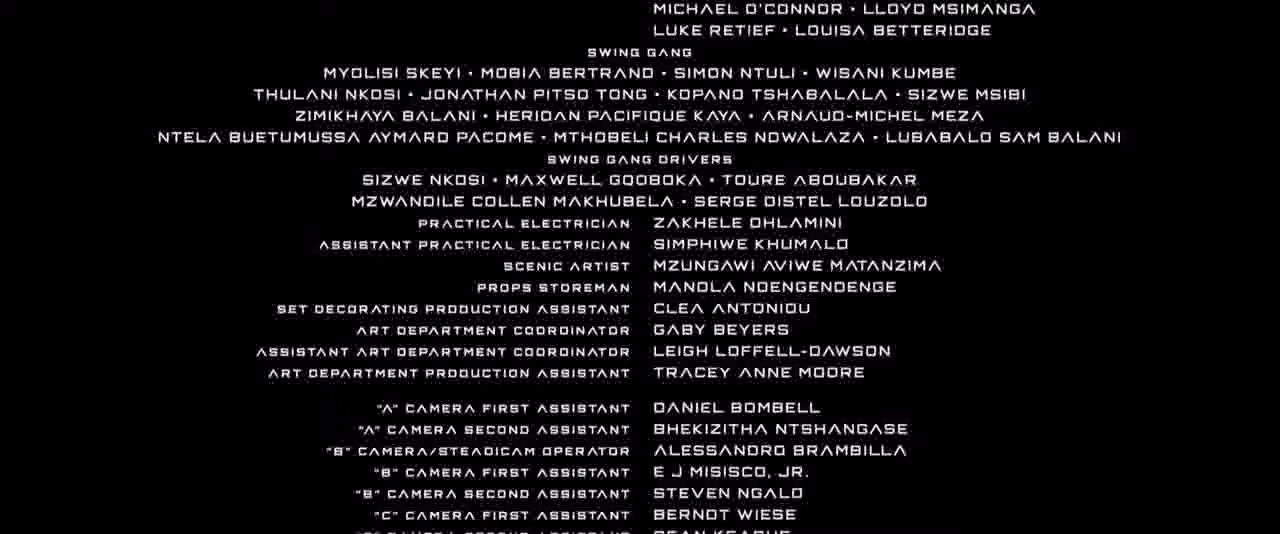 MICHAEL O'CONNOR • LLOYD MSIMANGA
LUKE RETIEF • LOUISA BETTERIDGE
SWING GANG
MYOLISI SKEYI • MOBIA BERTRAND • SIMON NTULI • WISANI KUMBE
THULANI NKOSI • JONATHAN PITSO TONG • KOPANO TSHABALALA • SIZWE MSIBI
ZIMIKHAYA BALANI • HERIDAN PACIFIQUE KAYA • ARNAUD-MICHEL MEZA
NTELA BUETUMUSSA AYMARD PACOME • MTHOBELI CHARLES NDWALAZA • LUBABALO SAM BALANI
SWING GANG DRIVERS
SIZWE NKOSI • MAXWELL GQOBOKA • TOURE ABOUBAKAR
MZWANDILE COLLEN MAKHUBELA • SERGE DISTEL LOUZOLO
PRACTICAL ELECTRICIAN ZAKHELE DHLAMINI
ASSISTANT PRACTICAL ELECTRICIAN SIMPHIWE KHUMALO
SCENIC ARTIST MZUNGAWI AVIWE MATANZIMA
PROPS STOREMAN MANOLA NDENGENDENGE
SET DECORATING PRODUCTION ASSISTANT CLEA ANTONIOU
ART DEPARTMENT COORDINATOR GABY BEYERS
ASSISTANT ART DEPARTMENT COORDINATOR LEIGH LOFFELL-DAWSON
ART DEPARTMENT PRODUCTION ASSISTANT TRACEY ANNE MOORE
"A" CAMERA FIRST ASSISTANT DANIEL BOMBELL
"A" CAMERA SECOND ASSISTANT BHEKIZITHA NTSHANGASE
"B" CAMERA/STEADICAM OPERATOR ALESSANDRO BRAMBILLA
"B" CAMERA FIRST ASSISTANT E J MISISCO, JR.
"B" CAMERA SECOND ASSISTANT STEVEN NGALO
"C" CAMERA FIRST ASSISTANT BERNDT WIESE